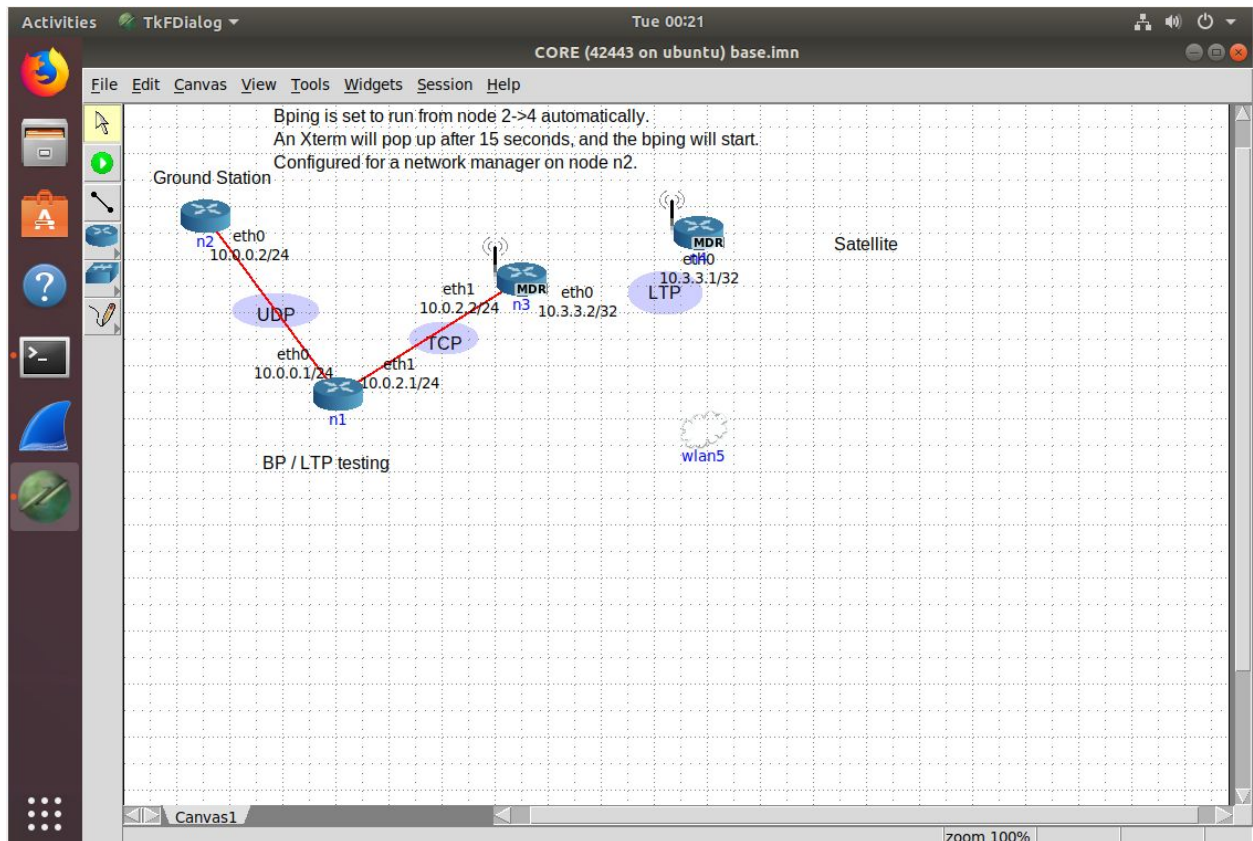 Activities TkFDialog Tue 00:21
CORE (42443 on ubuntu) base.imn
File Edit Canvas View Tools Widgets Session Help
Bping is set to run from node 2->4 automatically.
An Xterm will pop up after 15 seconds, and the bping will start.
Configured for a network manager on node n2.
Ground Station
n2
eth0
10.0.0.2/24
MDR
n4
eth0
10.3.3.1/32
LTP
Satellite
eth1
10.0.2.2/24
MDR
n3
eth0
10.3.3.2/32
UDP
TCP
eth0
10.0.0.1/24
eth1
10.0.2.1/24
n1
wlan5
BP / LTP testing
Canvas1
zoom 100%